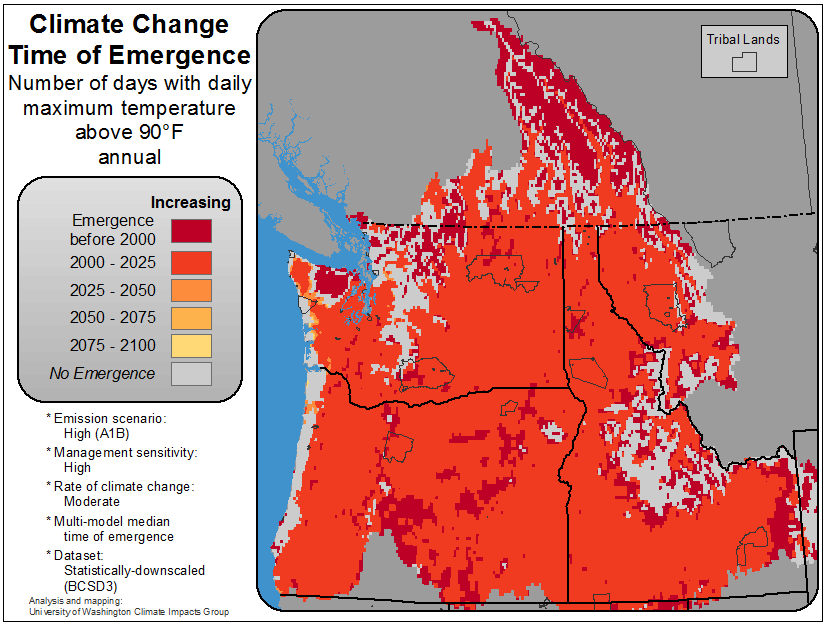 Climate Change
Time of Emergence
Number of days with daily
maximum temperature
above 90°F
annual
Increasing
Emergence
before 2000
2000 - 2025
2025 - 2050
2050 - 2075
2075 - 2100
No Emergence
* Emission scenario:
High (A1B)
* Management sensitivity:
High
* Rate of climate change:
Moderate
* Multi-model median
time of emergence
* Dataset:
Statistically-downscaled
(BCSD3)
Analysis and mapping:
University of Washington Climate Impacts Group
Tribal Lands